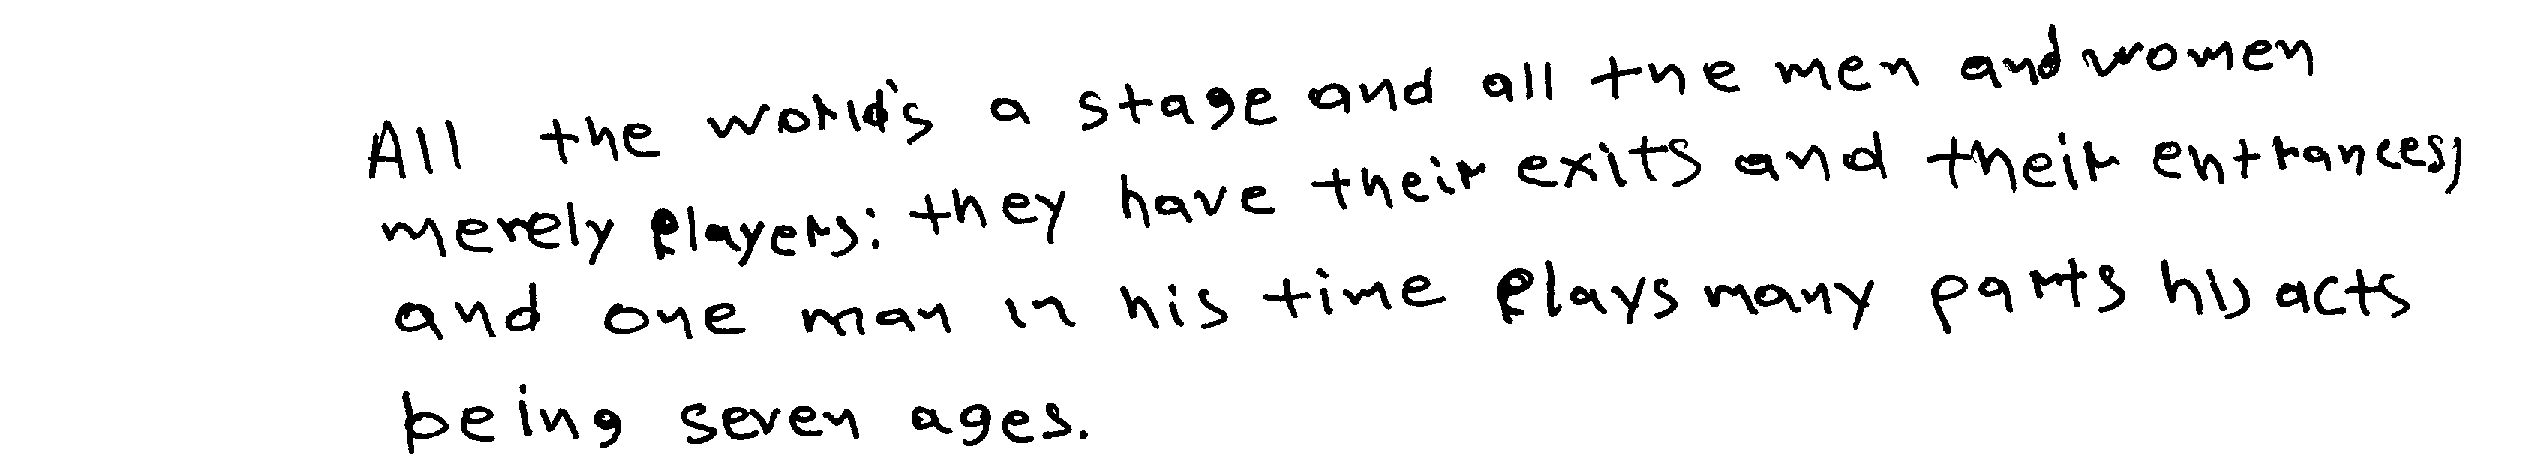 All the world's a stage and all the men and women
merely players: they have their exits and their entrances;
and one man in his time plays many parts his acts
being seven ages.